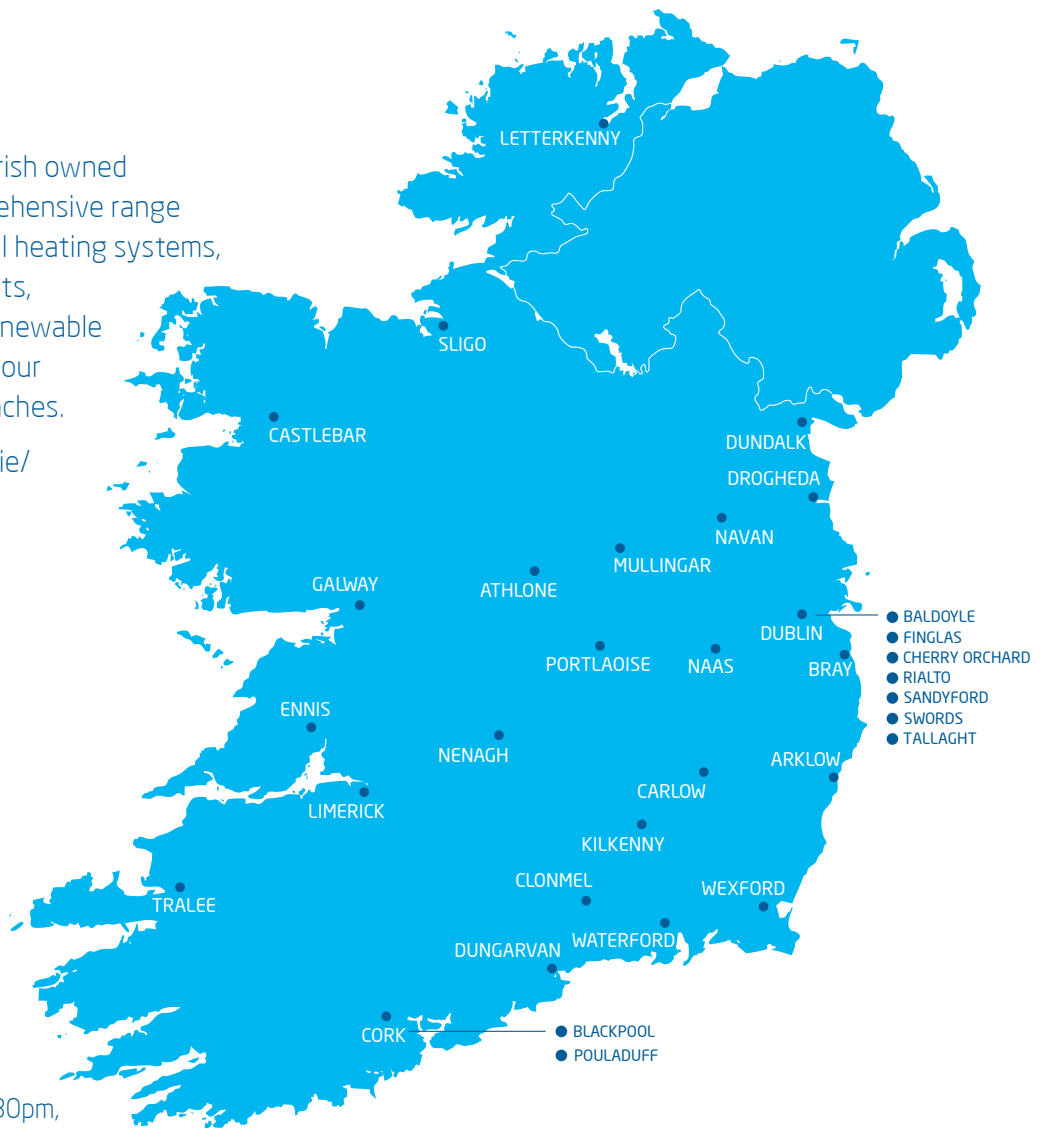 rish owned
ehensive range
l heating systems,
ts,
newable
our
ches.
ie/
30pm,
LETTERKENNY
SLIGO
CASTLEBAR
DUNDALK
DROGHEDA
NAVAN
MULLINGAR
GALWAY
ATHLONE
DUBLIN
BALDOYLE
FINGLAS
CHERRY ORCHARD
RIALTO
SANDYFORD
SWORDS
TALLAGHT
PORTLAOISE
NAAS
BRAY
ENNIS
NENAGH
ARKLOW
CARLOW
LIMERICK
KILKENNY
CLONMEL
WEXFORD
TRALEE
WATERFORD
DUNGARVAN
CORK
BLACKPOOL
POULADUFF